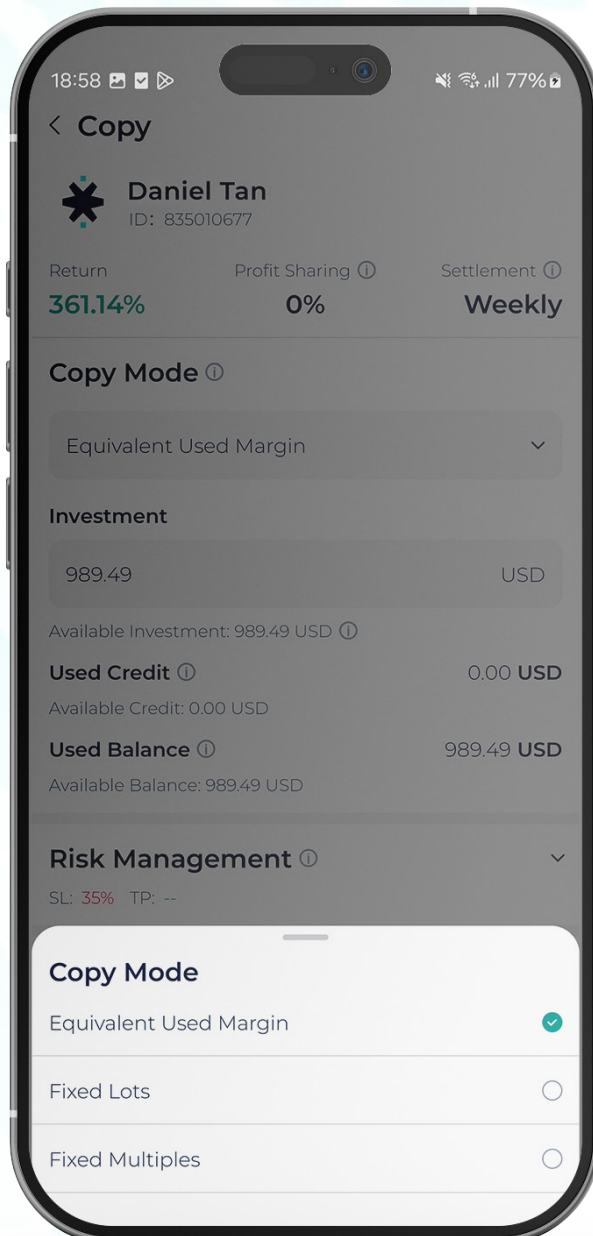 18:58 77%
Copy
Daniel Tan
ID: 835010677
Return Profit Sharing Settlement
361.14% 0% Weekly
Copy Mode
Equivalent Used Margin
Investment
989.49 USD
Available Investment: 989.49 USD
Used Credit 0.00 USD
Available Credit: 0.00 USD
Used Balance 989.49 USD
Available Balance: 989.49 USD
Risk Management
SL: 35% TP: --
Copy Mode
Equivalent Used Margin
Fixed Lots
Fixed Multiples